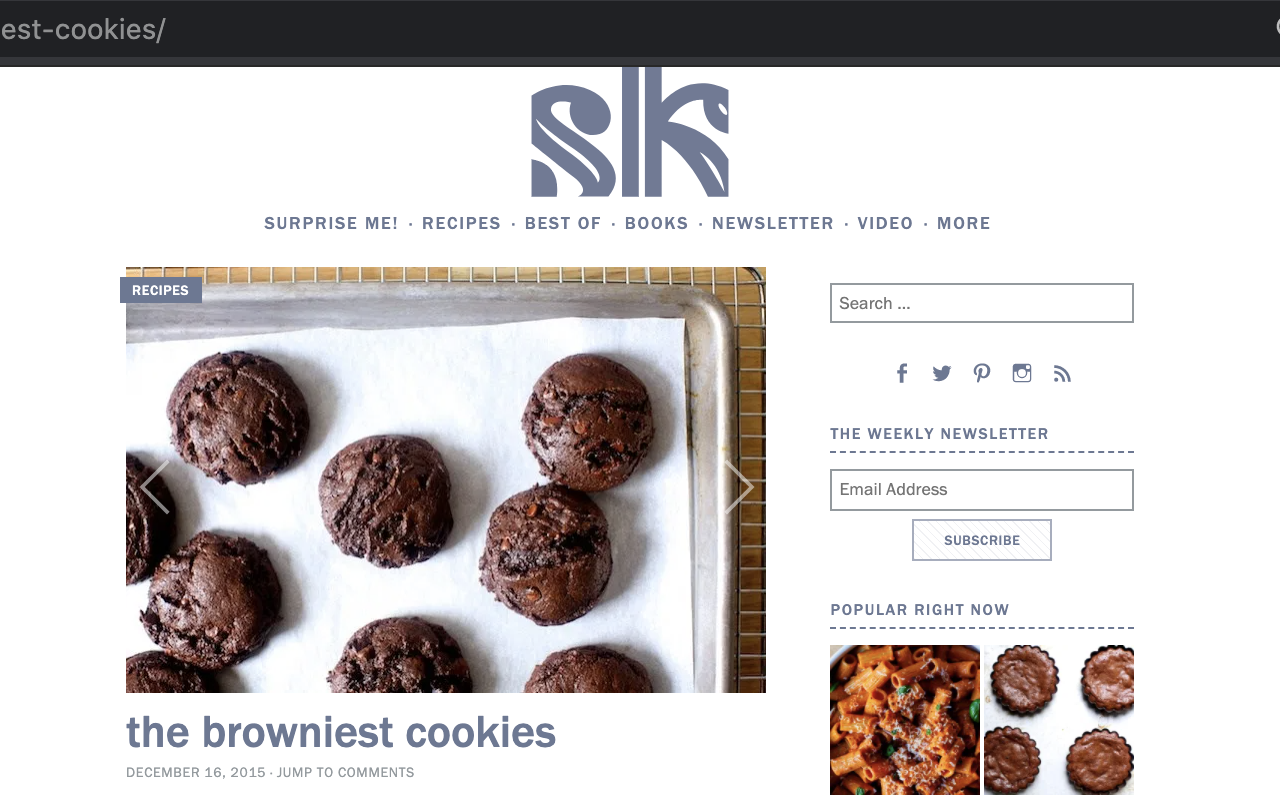 est-cookies/
slk
SURPRISE ME! · RECIPES · BEST OF · BOOKS · NEWSLETTER · VIDEO · MORE
RECIPES
the browniest cookies
DECEMBER 16, 2015 · JUMP TO COMMENTS
Search ...
THE WEEKLY NEWSLETTER
Email Address
SUBSCRIBE
POPULAR RIGHT NOW